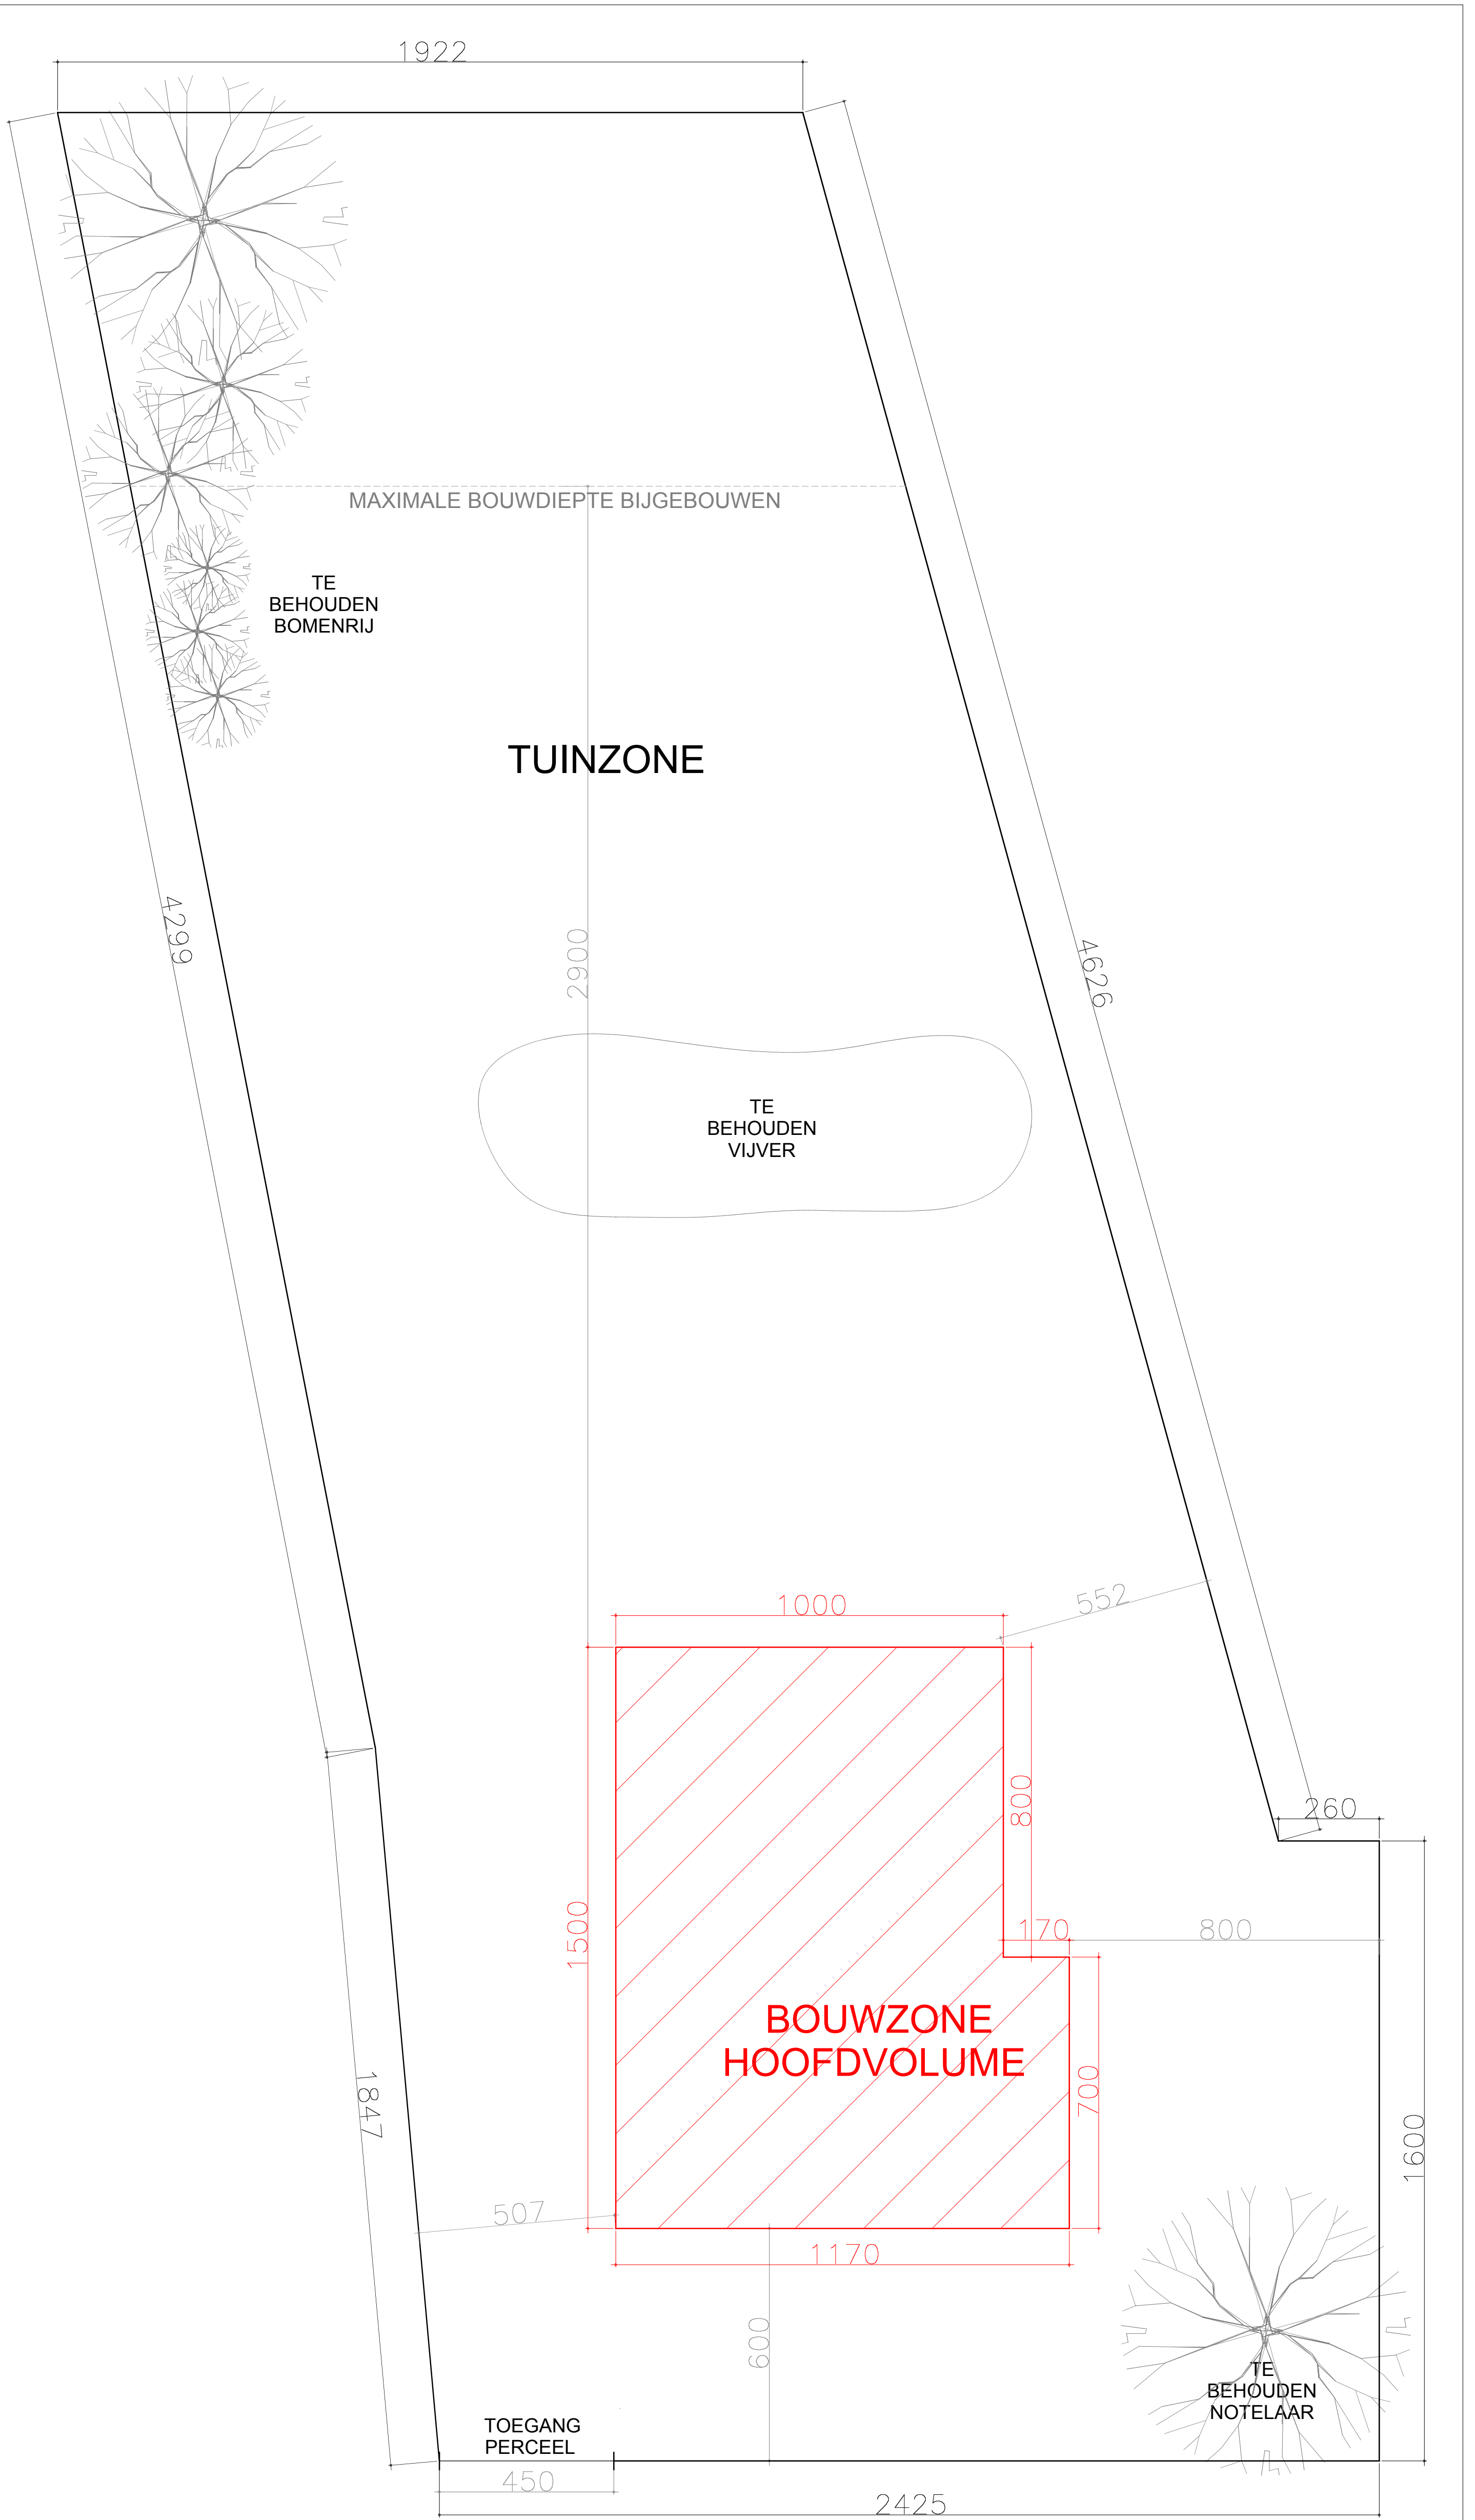 1922
MAXIMALE BOUWDIEPTE BIJGEBOUWEN
TE
BEHOUDEN
BOMENRIJ
TUINZONE
4299
2900
4626
TE
BEHOUDEN
VIJVER
1000
552
800
260
1500
170
800
BOUWZONE
HOOFDVOLUME
700
1847
1600
507
1170
600
TE
BEHOUDEN
NOTELAAR
TOEGANG
PERCEEL
450
2425